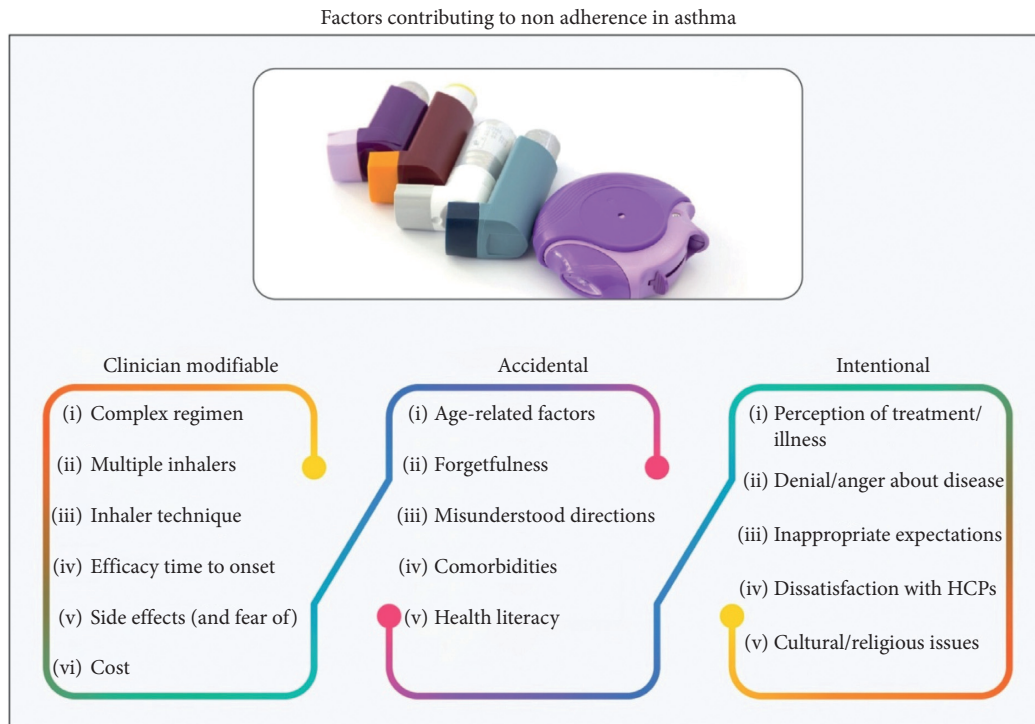 Factors contributing to non adherence in asthma
Clinician modifiable
(i) Complex regimen
(ii) Multiple inhalers
(iii) Inhaler technique
(iv) Efficacy time to onset
(v) Side effects (and fear of)
(vi) Cost
Accidental
(i) Age-related factors
(ii) Forgetfulness
(iii) Misunderstood directions
(iv) Comorbidities
(v) Health literacy
Intentional
(i) Perception of treatment/
illness
(ii) Denial/anger about disease
(iii) Inappropriate expectations
(iv) Dissatisfaction with HCPs
(v) Cultural/religious issues